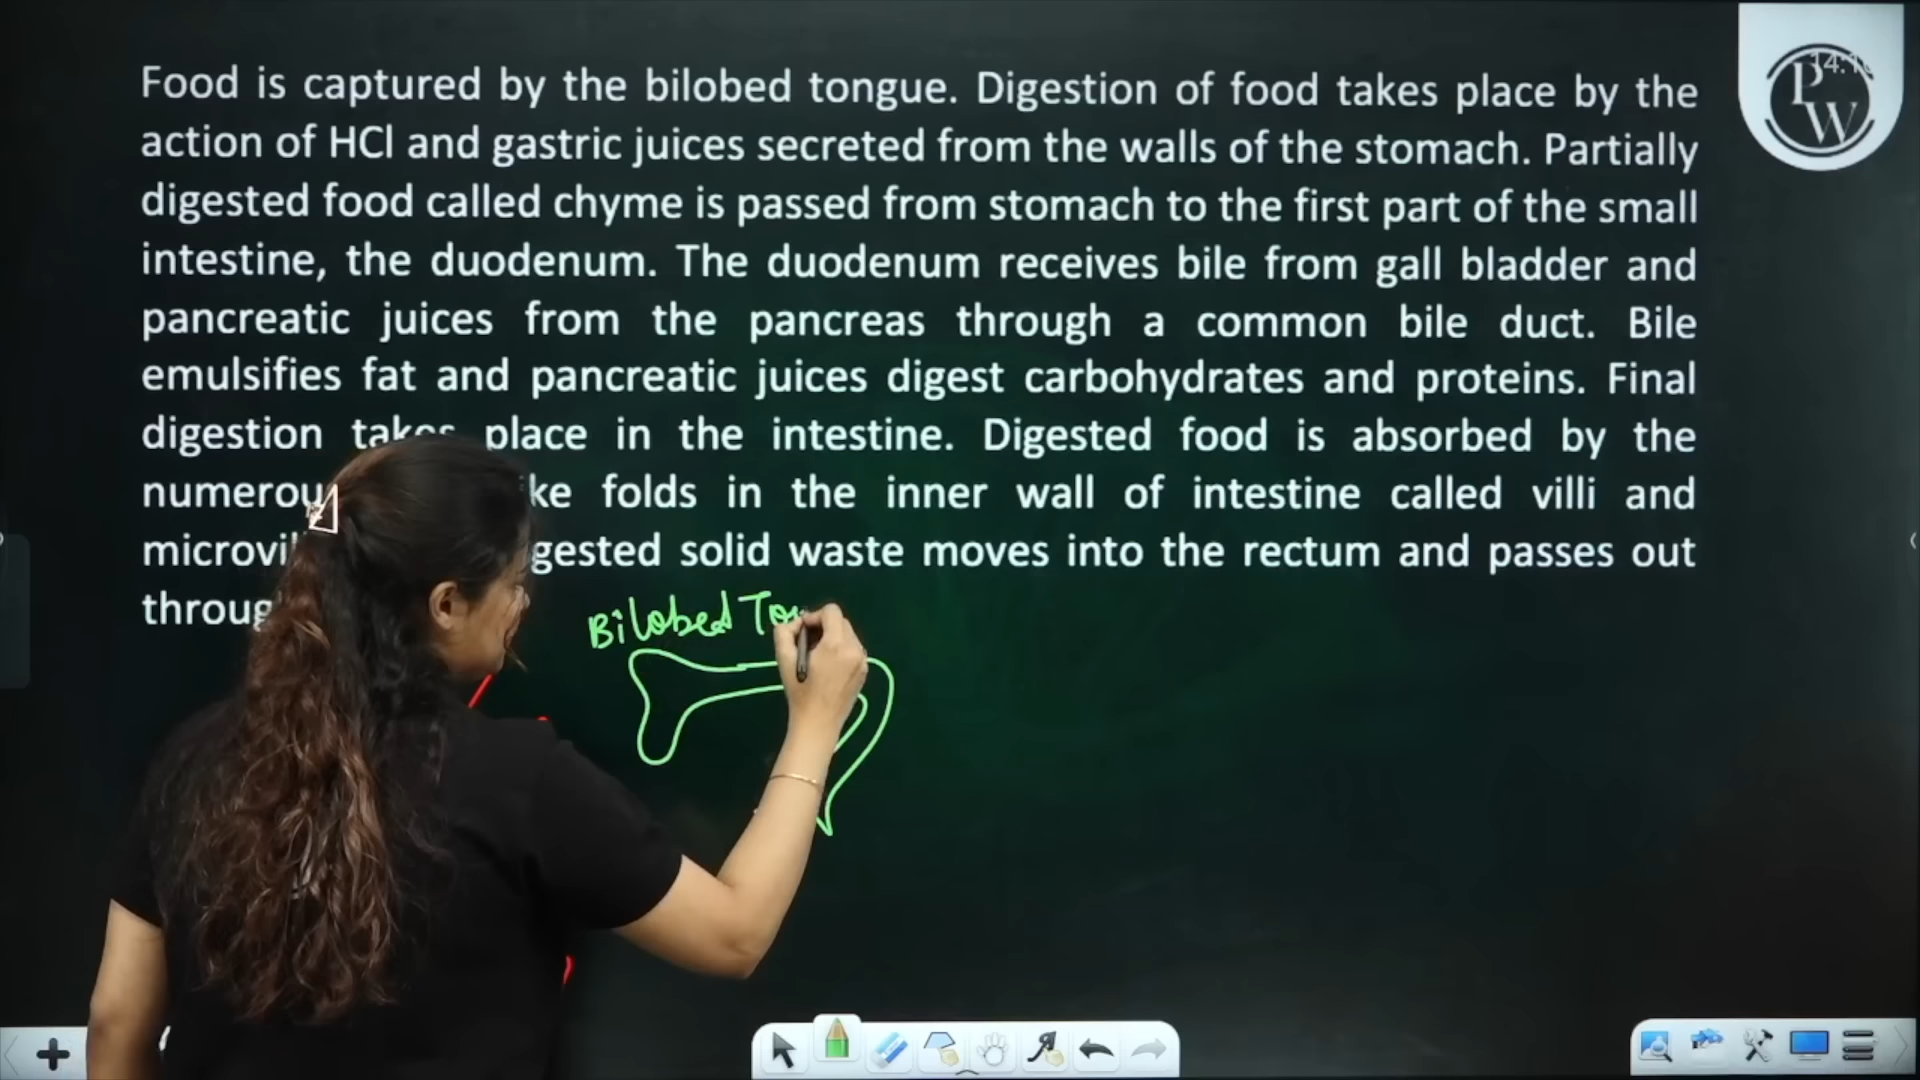 Food is captured by the bilobed tongue. Digestion of food takes place by the
action of HCl and gastric juices secreted from the walls of the stomach. Partially
digested food called chyme is passed from stomach to the first part of the small
intestine, the duodenum. The duodenum receives bile from gall bladder and
pancreatic juices from the pancreas through a common bile duct. Bile
emulsifies fat and pancreatic juices digest carbohydrates and proteins. Final
digestion takes place in the intestine. Digested food is absorbed by the
folds in the inner wall of intestine called villi and
solid waste moves into the rectum and passes out
Bilobed
PW